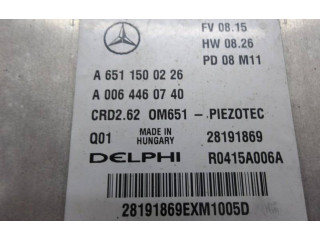 FV 08.15
HW 08.26
PD 08 M11
A 651 150 02 26
A 006 446 07 40
CRD2.62 OM651 - PIEZOTEC
Q01 MADE IN HUNGARY 28191869
DELPHI R0415A006A
28191869EXM1005D